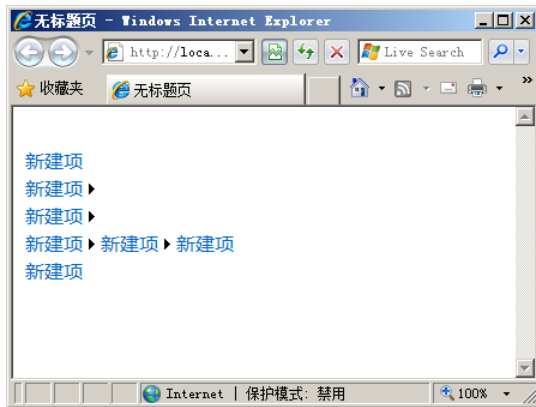 无标题页 - Windows Internet Explorer
http://loca... Live Search
收藏夹 无标题页
新建项
新建项
新建项
新建项 新建项 新建项
新建项
Internet | 保护模式: 禁用 100%